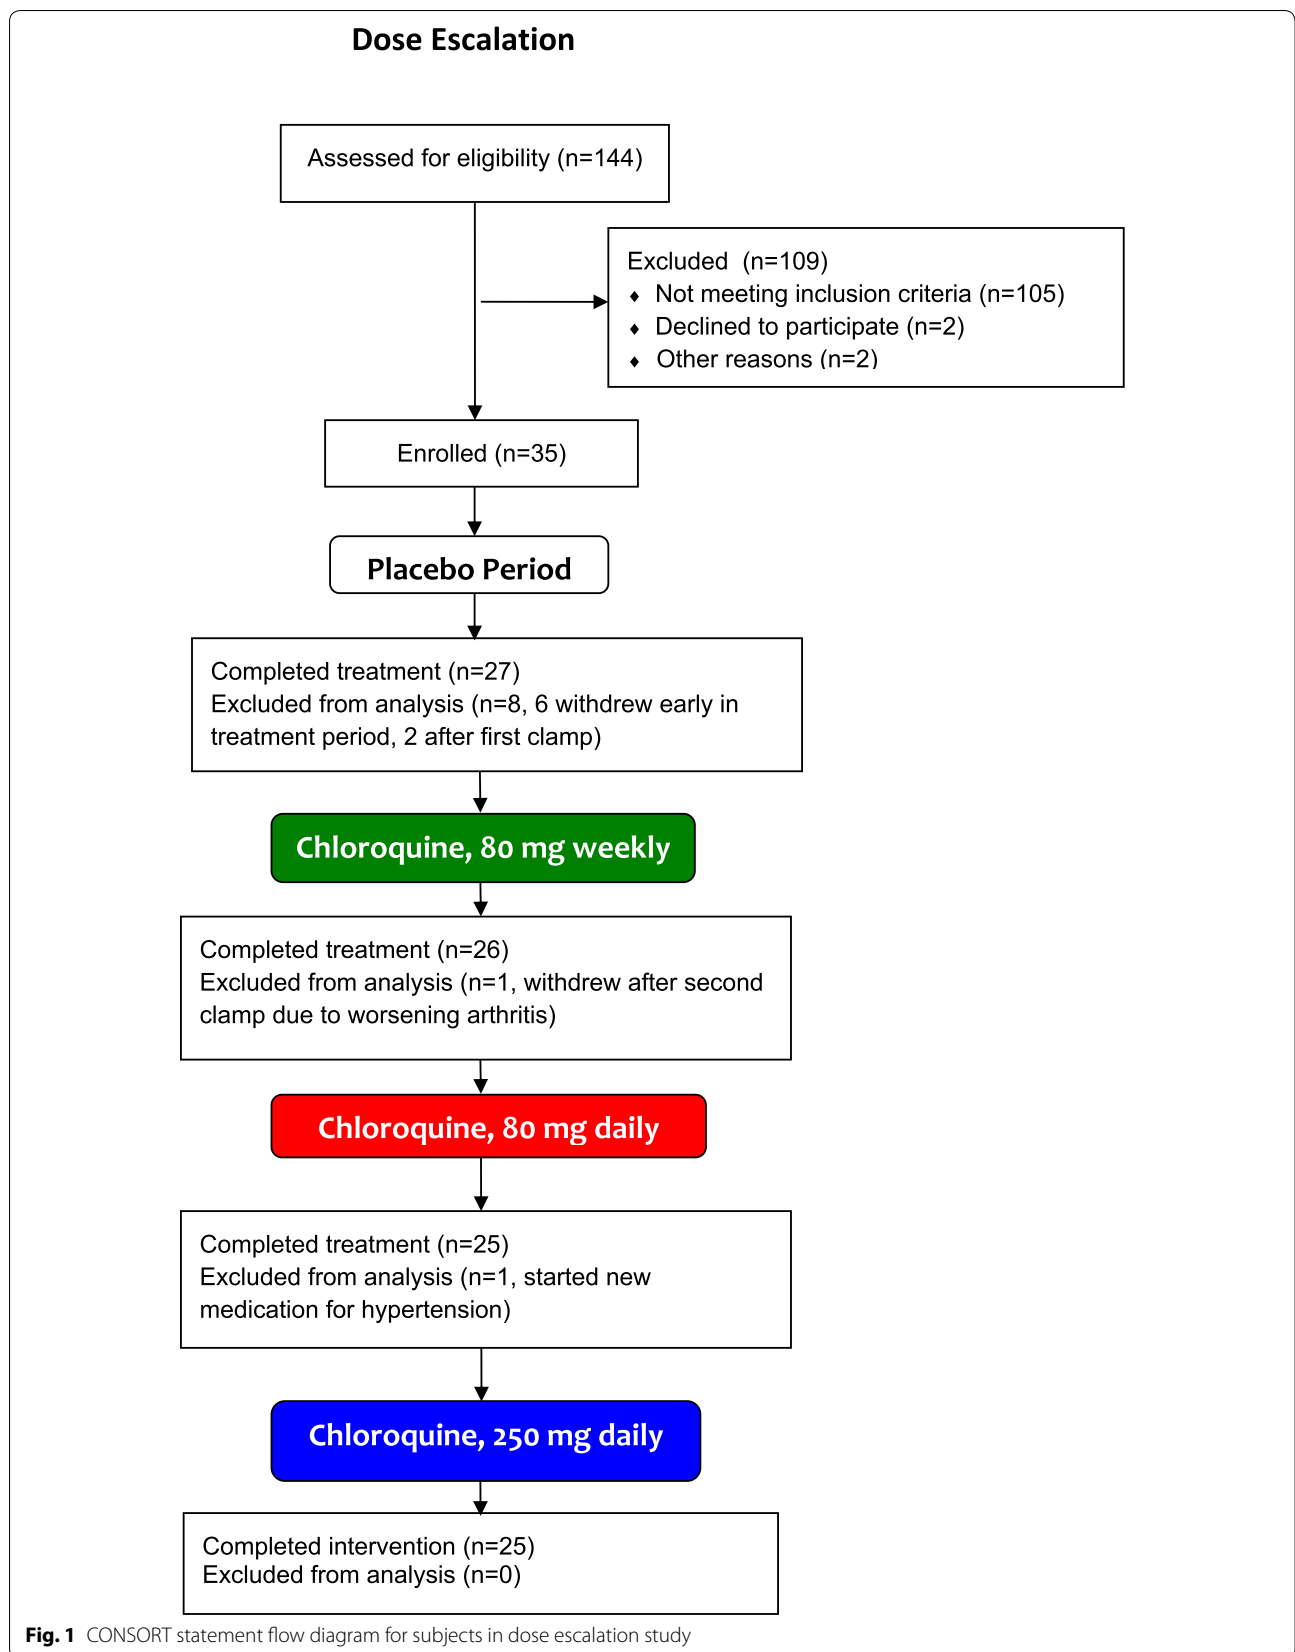 Dose Escalation
Assessed for eligibility (n=144)
Excluded  (n=109)
♦ Not meeting inclusion criteria (n=105)
♦ Declined to participate (n=2)
♦ Other reasons (n=2)
Enrolled (n=35)
Placebo Period
Completed treatment (n=27)
Excluded from analysis (n=8, 6 withdrew early in
treatment period, 2 after first clamp)
Chloroquine, 80 mg weekly
Completed treatment (n=26)
Excluded from analysis (n=1, withdrew after second
clamp due to worsening arthritis)
Chloroquine, 80 mg daily
Completed treatment (n=25)
Excluded from analysis (n=1, started new
medication for hypertension)
Chloroquine, 250 mg daily
Completed intervention (n=25)
Excluded from analysis (n=0)
Fig. 1 CONSORT statement flow diagram for subjects in dose escalation study